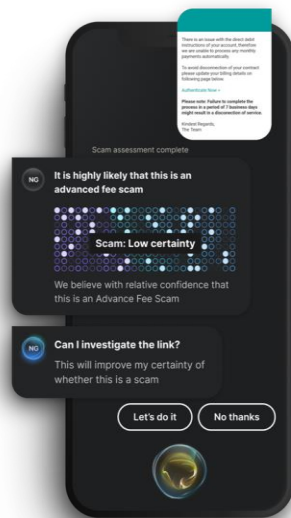 There is an issue with the direct debit
instructions of your account, therefore
we are unable to process any monthly
payments automatically.
To avoid disconnection of your contract
please update your billing details on
following page below.
Authenticate Now >
Please note: Failure to complete the
process in a period of 7 business days
might result in a disconnection of service.
Kindest Regards,
The Team
Scam assessment complete
NG
It is highly likely that this is an
advanced fee scam
Scam: Low certainty
We believe with relative confidence that
this is an Advance Fee Scam
NG
Can I investigate the link?
This will improve my certainty of
whether this is a scam
Let's do it
No thanks